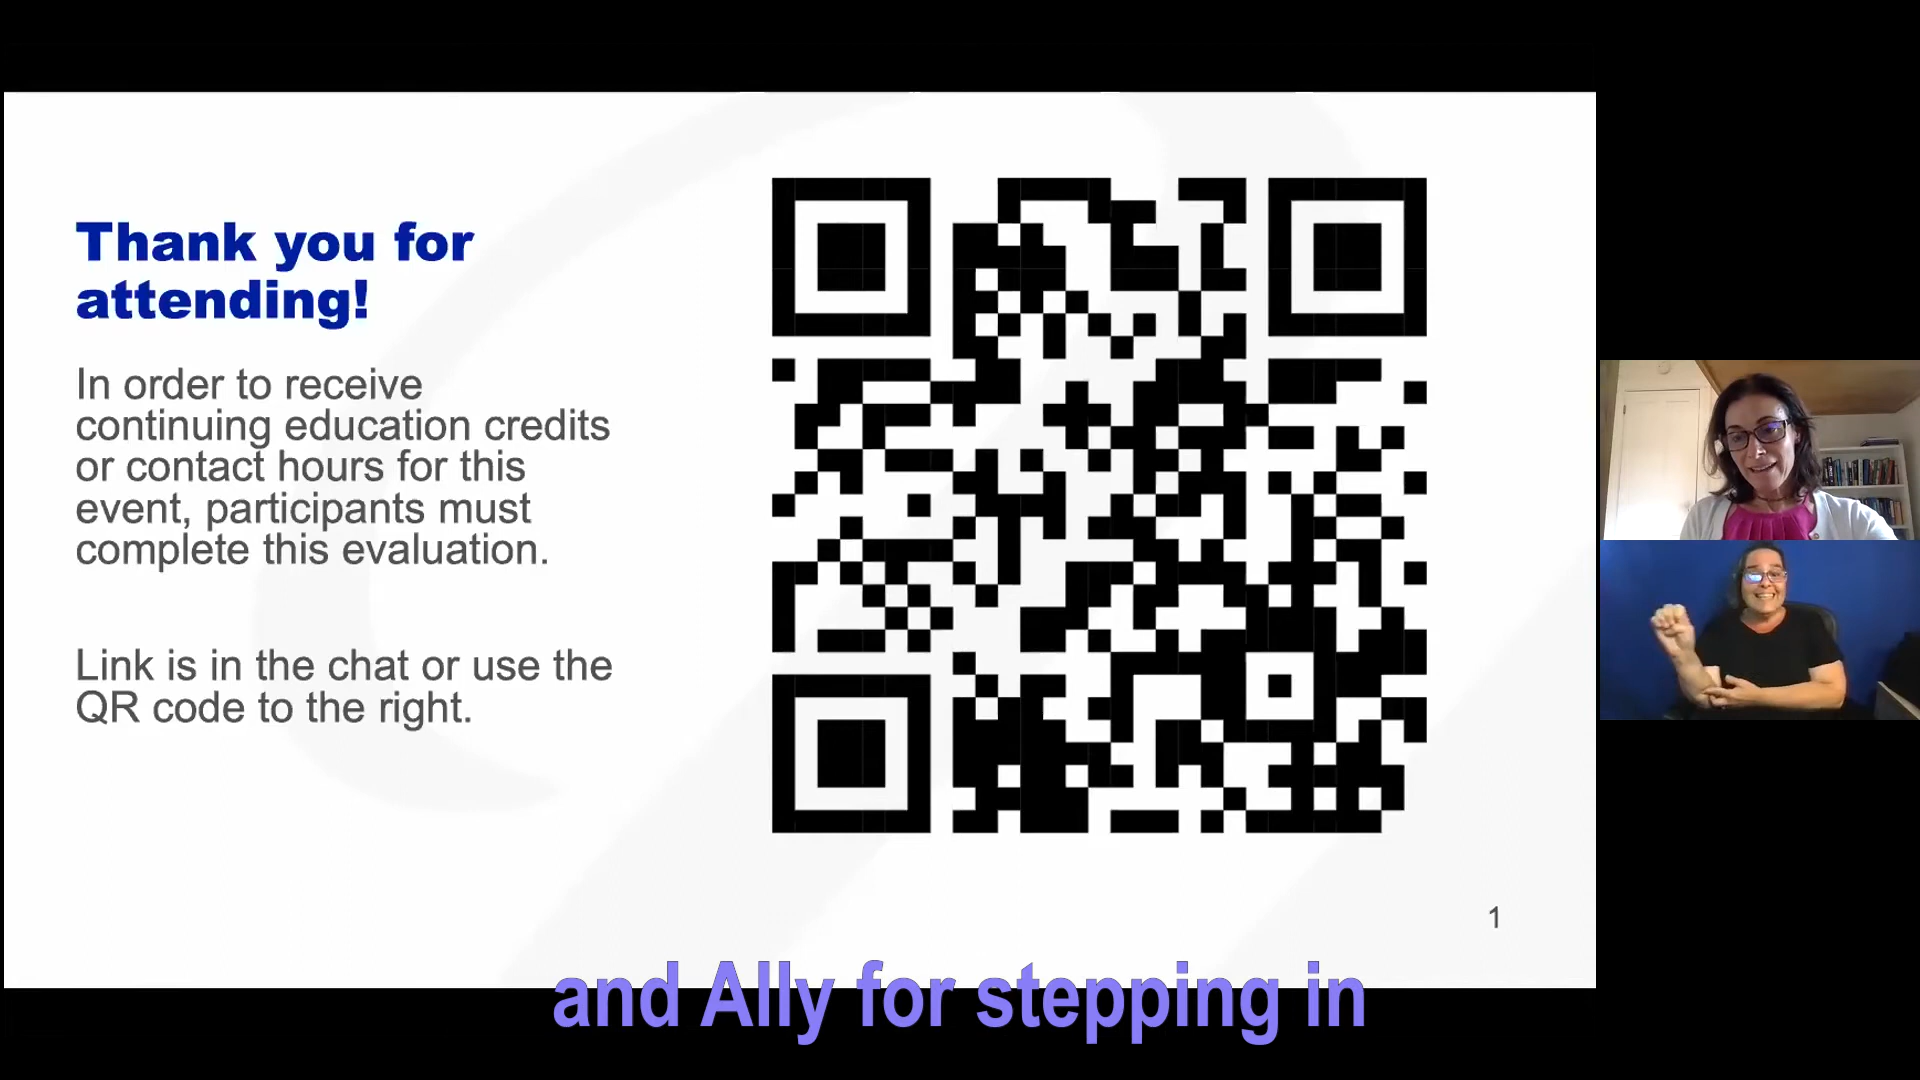 Thank you for
attending!
In order to receive
continuing education credits
or contact hours for this
event, participants must
complete this evaluation.
Link is in the chat or use the
QR code to the right.
1
and Ally for stepping in